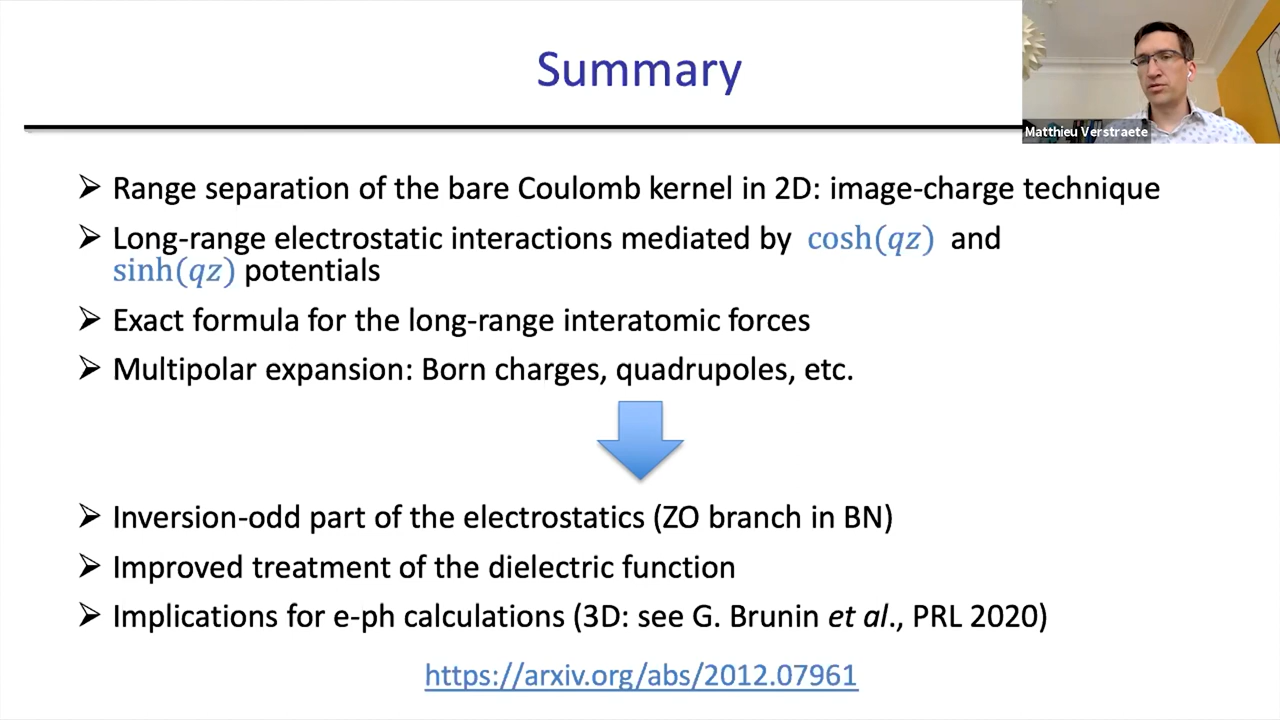 Summary
Matthieu Verstraete
➢ Range separation of the bare Coulomb kernel in 2D: image-charge technique
➢ Long-range electrostatic interactions mediated by cosh(qz) and
sinh(qz) potentials
➢ Exact formula for the long-range interatomic forces
➢ Multipolar expansion: Born charges, quadrupoles, etc.
➢ Inversion-odd part of the electrostatics (ZO branch in BN)
➢ Improved treatment of the dielectric function
➢ Implications for e-ph calculations (3D: see G. Brunin et al., PRL 2020)
https://arxiv.org/abs/2012.07961